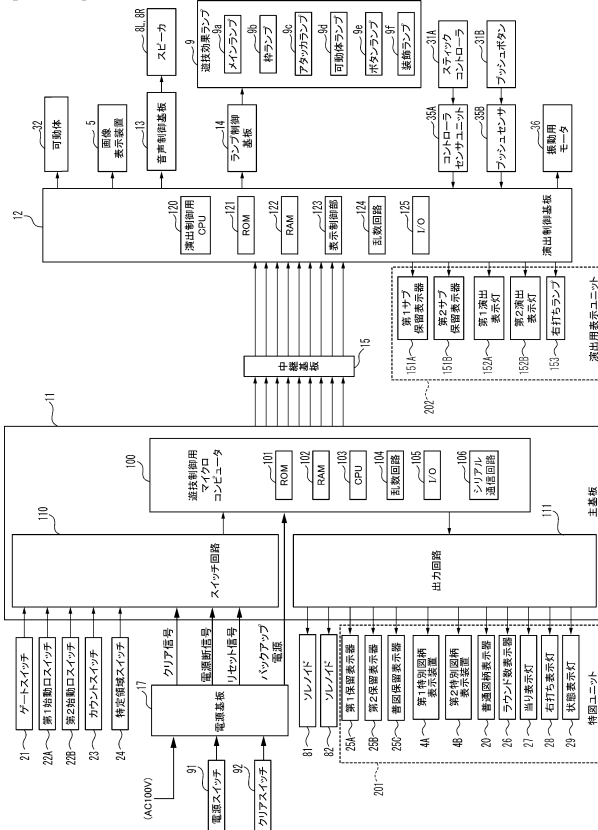 8L, 8R
スピーカ
9
遊技効果ランプ
9a
メインランプ
9b
枠ランプ
9c
アタッカランプ
9d
可動体ランプ
9e
ボタンランプ
9f
装飾ランプ
31A
スティック
コントローラ
31B
プッシュボタン
32
可動体
5
画像
表示装置
13
音声制御基板
14
ランプ制御
基板
35A
コントローラ
センサユニット
35B
プッシュセンサ
36
振動用
モータ
12
120
演出制御用
CPU
121
ROM
122
RAM
123
表示制御部
124
乱数回路
125
I/O
演出制御基板
151A
第1サブ
保留表示器
151B
第2サブ
保留表示器
152A
第1演出
表示灯
152B
第2演出
表示灯
153
右打ちランプ
演出用表示ユニット
202
中継基板
15
11
100
遊技制御用
マイクロ
コンピュータ
101
ROM
102
RAM
103
CPU
104
乱数回路
105
I/O
106
シリアル
通信回路
主基板
110
スイッチ回路
111
出力回路
21
ゲートスイッチ
22A
第1始動口スイッチ
22B
第2始動口スイッチ
23
カウントスイッチ
24
特定領域スイッチ
クリア信号
電源断信号
リセット信号
バックアップ
電源
17
電源基板
(AC100V)
91
電源スイッチ
92
クリアスイッチ
81
ソレノイド
82
ソレノイド
25A
第1保留表示器
25B
第2保留表示器
25C
普図保留表示器
4A
第1特別図柄
表示装置
4B
第2特別図柄
表示装置
20
普通図柄表示器
26
ラウンド数表示器
27
当り表示灯
28
右打ち表示灯
29
状態表示灯
特図ユニット
201